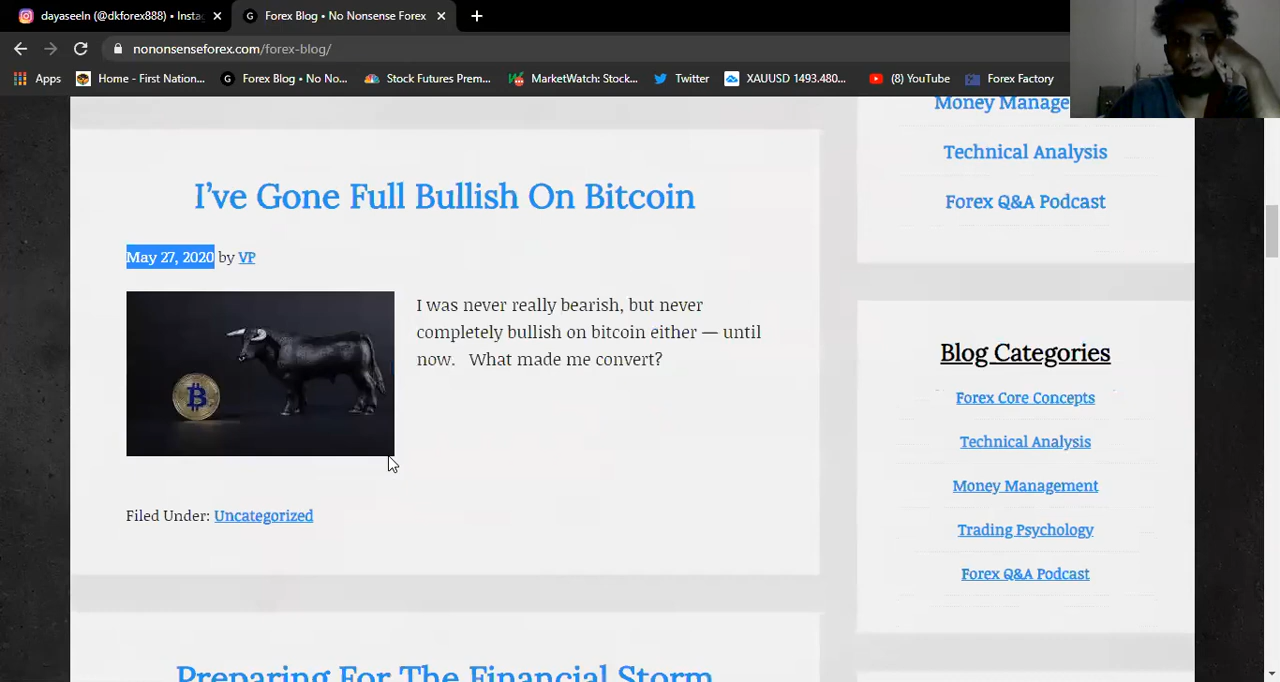 dayaseeln (@dkforex888) • Insta
Forex Blog • No Nonsense Forex
nononsenseforex.com/forex-blog/
Apps
Home - First Nation...
Forex Blog • No No...
Stock Futures Prem...
MarketWatch: Stock...
Twitter
XAUUSD 1493.480...
(8) YouTube
Forex Factory
Money Manage
Technical Analysis
Forex Q&A Podcast
I’ve Gone Full Bullish On Bitcoin
May 27, 2020 by VP
I was never really bearish, but never
completely bullish on bitcoin either — until
now. What made me convert?
Filed Under: Uncategorized
Blog Categories
Forex Core Concepts
Technical Analysis
Money Management
Trading Psychology
Forex Q&A Podcast
Preparing For The Financial Storm